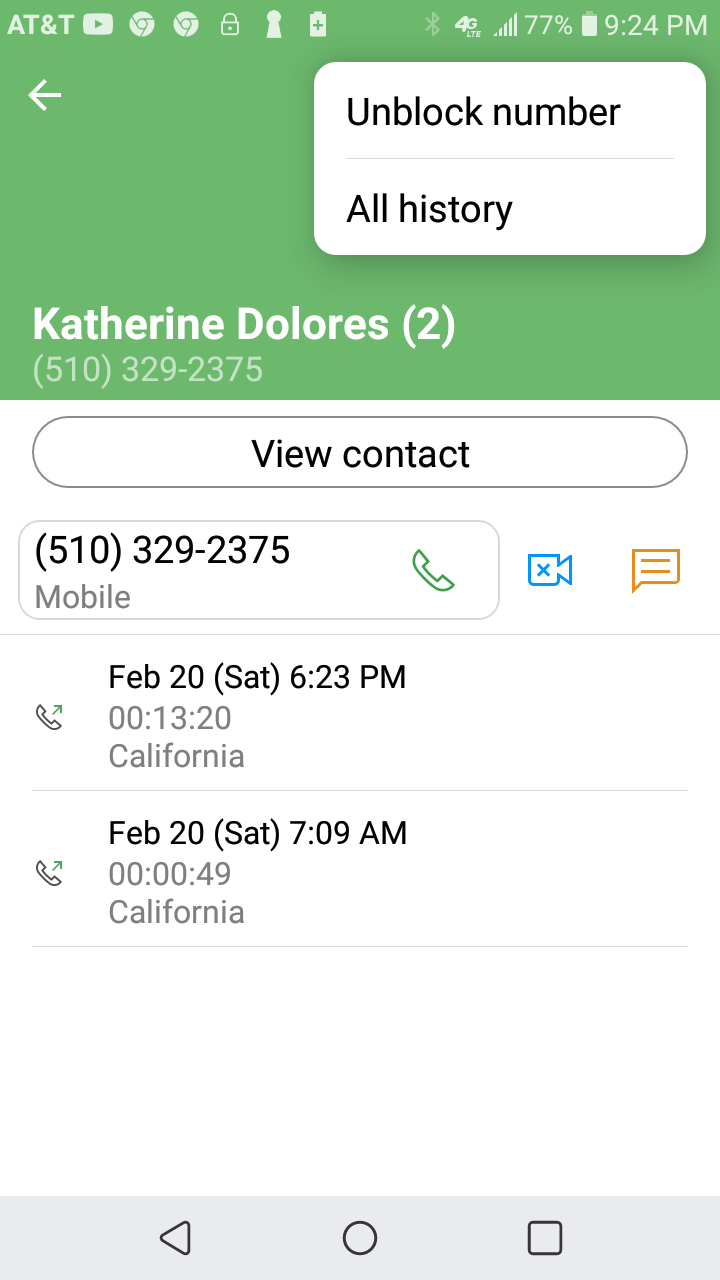 AT&T 4G LTE 77% 9:24 PM
Unblock number
All history
Katherine Dolores (2)
(510) 329-2375
View contact
(510) 329-2375
Mobile
Feb 20 (Sat) 6:23 PM
00:13:20
California
Feb 20 (Sat) 7:09 AM
00:00:49
California